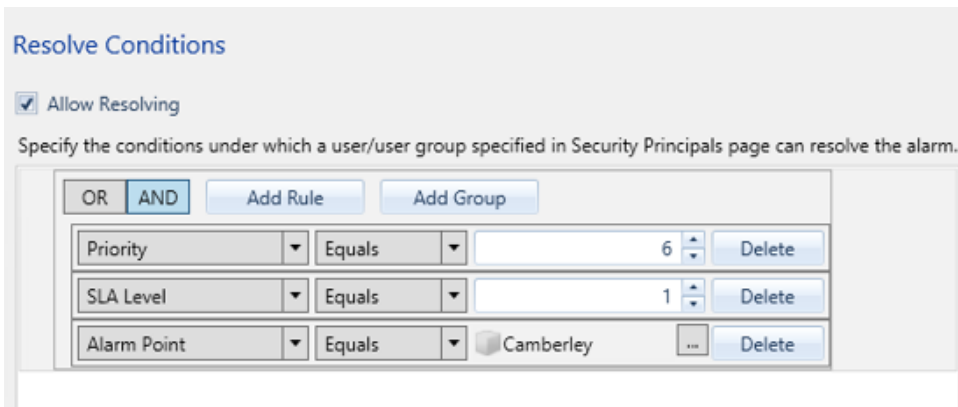 Resolve Conditions
Allow Resolving
Specify the conditions under which a user/user group specified in Security Principals page can resolve the alarm.
OR AND Add Rule Add Group
Priority Equals 6 Delete
SLA Level Equals 1 Delete
Alarm Point Equals Camberley ... Delete